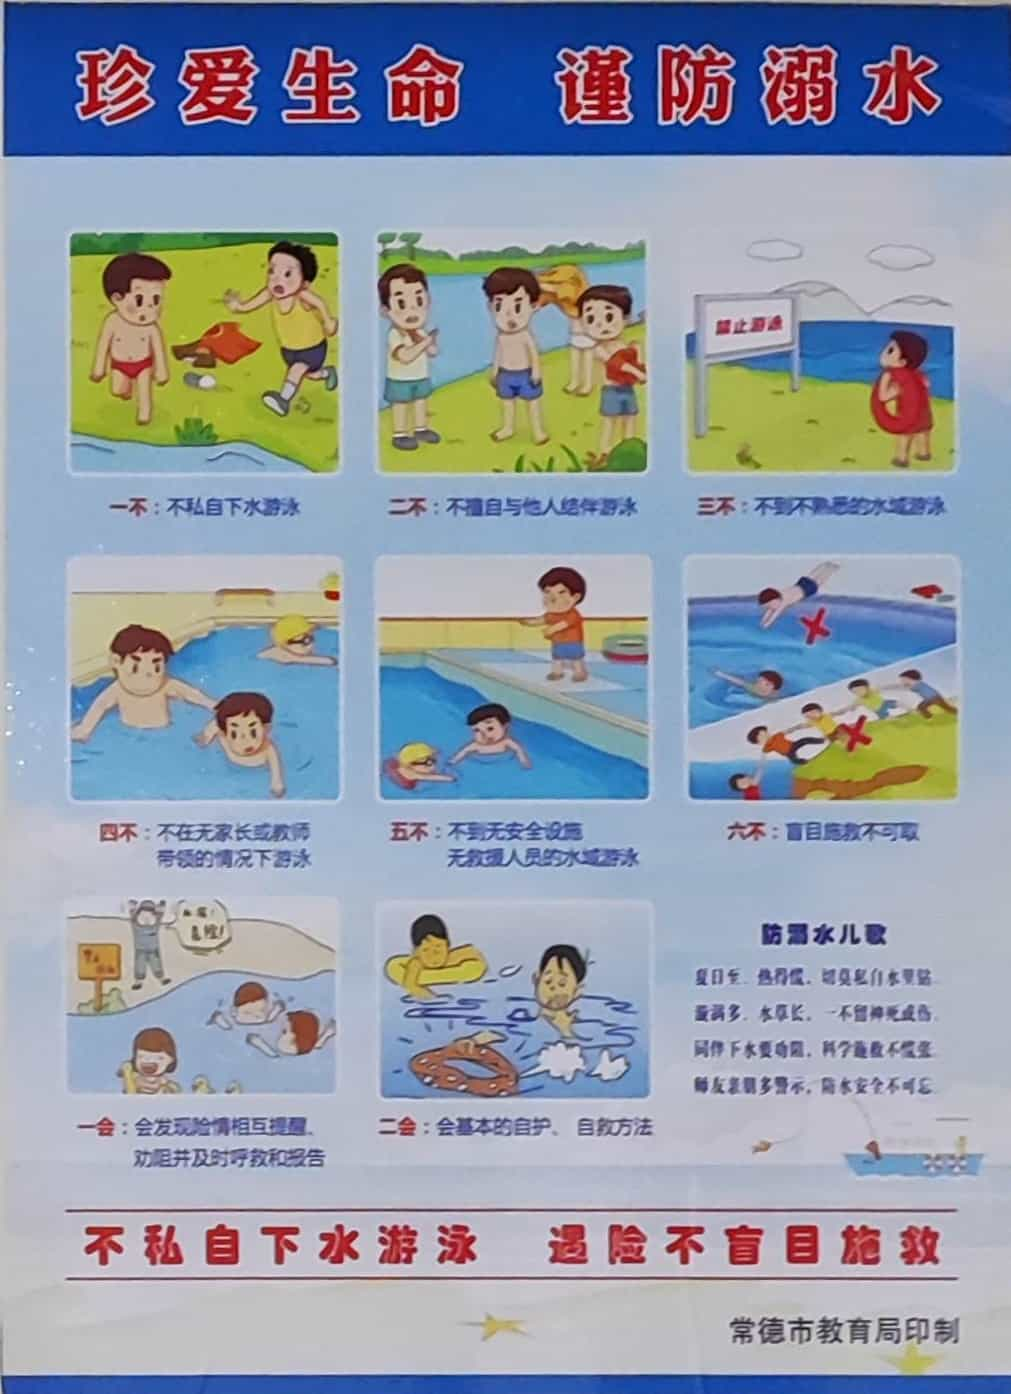 珍爱生命 谨防溺水
禁止游泳
一不：不私自下水游泳
二不：不擅自与他人结伴游泳
三不：不到不熟悉的水域游泳
四不：不在无家长或教师
带领的情况下游泳
五不：不到无安全设施
无救援人员的水域游泳
六不：盲目施救不可取
危险！
一会：会发现险情相互提醒、
劝阻并及时呼救和报告
二会：会基本的自护、自救方法
防溺水儿歌
夏日至，热得慌，切莫私自水里钻。
漩涡多，水草长，一不留神死或伤。
同伴下水要劝阻，科学施救不慌张。
师友亲朋多警示，防水安全不可忘。
不私自下水游泳 遇险不盲目施救
常德市教育局印制